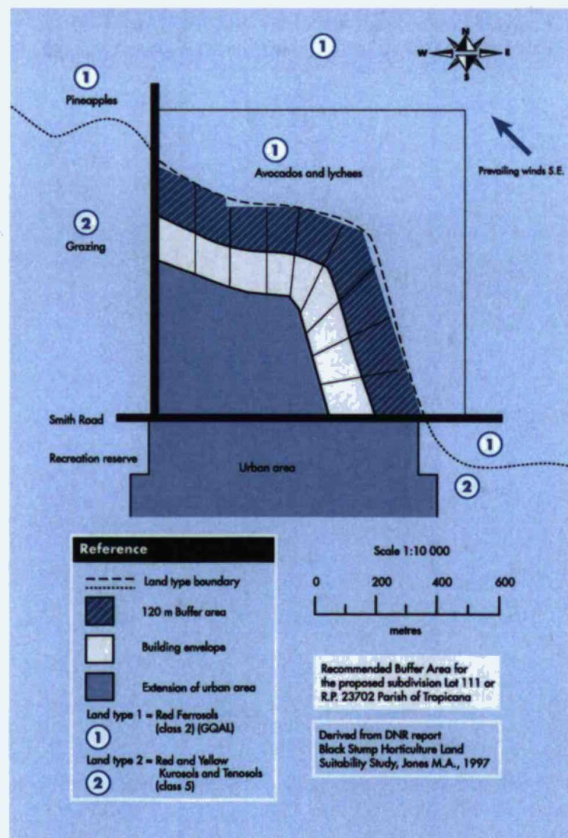 1
N
W E
S
1
Pineapples
Prevailing winds S.E.
1
Avocados and lychees
2
Grazing
Smith Road
Recreation reserve
Urban area
1
2
Reference
Land type boundary
120 m Buffer area
Building envelope
Extension of urban area
Land type 1 = Red Ferrosols
(class 2) (GQAL)
1
Land type 2 = Red and Yellow
Kurosols and Tenosols
(class 5)
2
Scale 1:10 000
0 200 400 600
metres
Recommended Buffer Area for
the proposed subdivision Lot 111 or
R.P. 23702 Parish of Tropicana
Derived from DNR report
Black Stump Horticulture Land
Suitability Study, Jones M.A., 1997